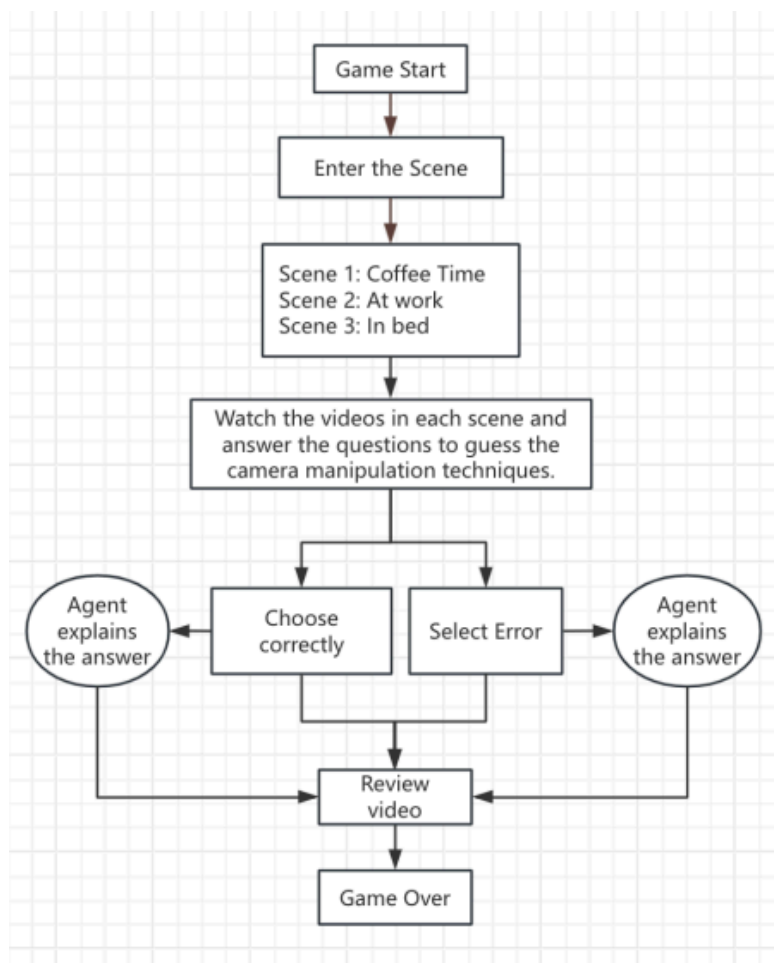 Game Start
Enter the Scene
Scene 1: Coffee Time
Scene 2: At work
Scene 3: In bed
Watch the videos in each scene and
answer the questions to guess the
camera manipulation techniques.
Agent
explains
the answer
Choose
correctly
Select Error
Agent
explains
the answer
Review
video
Game Over